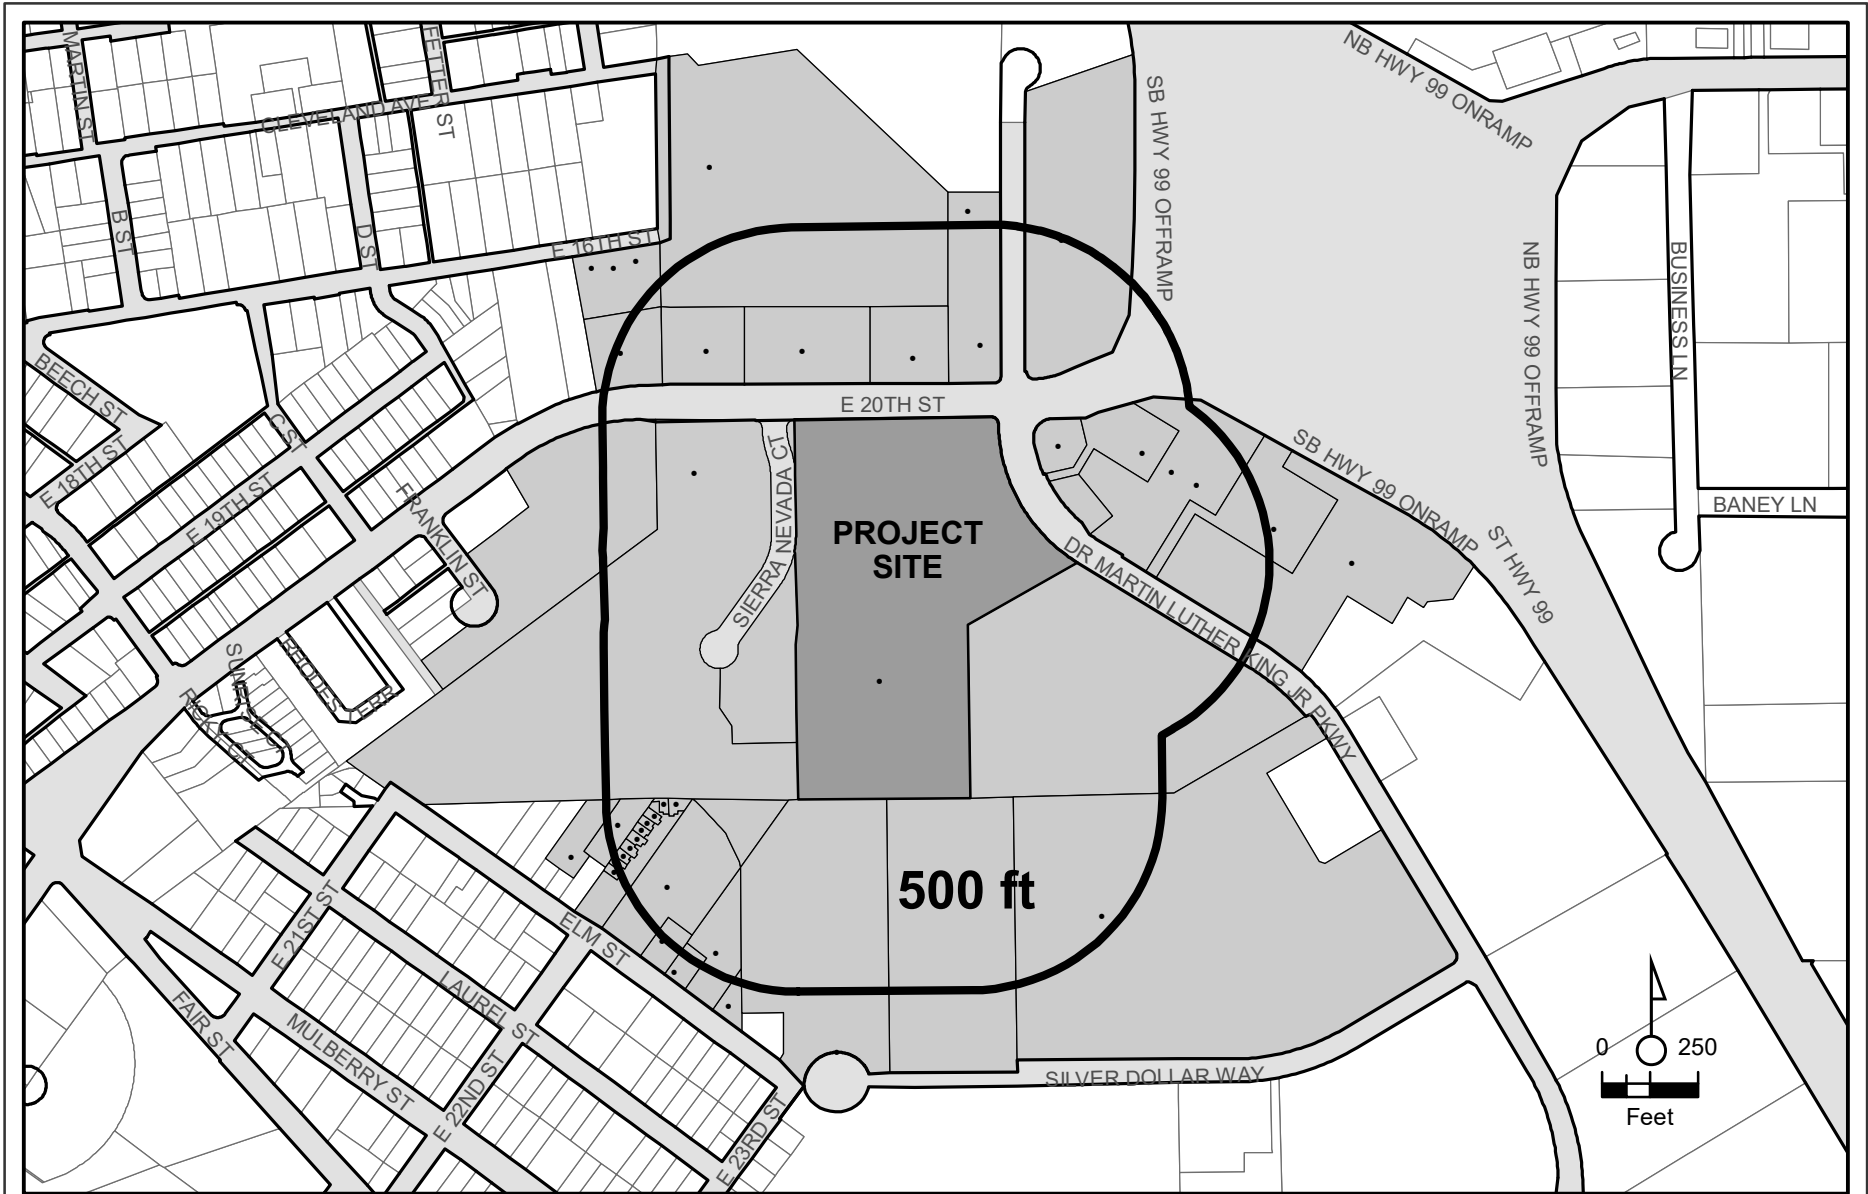 MARTIN ST
FETTER ST
CLEVELAND AVE
B ST
D ST
E 16TH ST
NB HWY 99 ONRAMP
SB HWY 99 OFFRAMP
NB HWY 99 OFFRAMP
BUSINESS LN
BEECH ST
C ST
E 18TH ST
E 19TH ST
FRANKLIN ST
E 20TH ST
SIERRA NEVADA CT
PROJECT
SITE
SB HWY 99 ONRAMP
BANEY LN
ST HWY 99
DR MARTIN LUTHER KING JR PKWY
RHODES TERR
E 21ST ST
ELM ST
500 ft
LAUREL ST
FAIR ST
MULBERRY ST
E 22ND ST
E 23RD ST
SILVER DOLLAR WAY
0 250
Feet